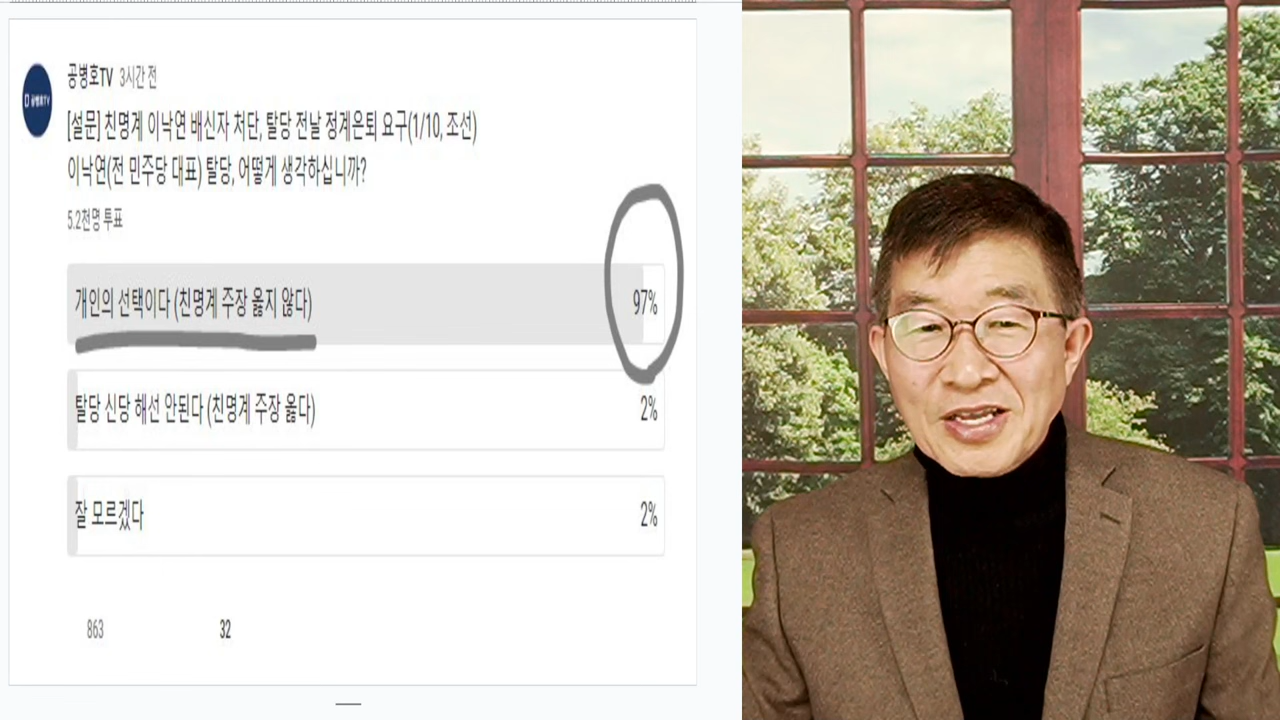 공병호TV
공병호TV 3시간 전
[설문] 친명계 이낙연 배신자 처단, 탈당 전날 정계은퇴 요구(1/10, 조선)
이낙연(전 민주당 대표) 탈당, 어떻게 생각하십니까?
5.2천명 투표
개인의 선택이다 (친명계 주장 옳지 않다) 97%
탈당 신당 해선 안된다 (친명계 주장 옳다) 2%
잘 모르겠다 2%
863 32